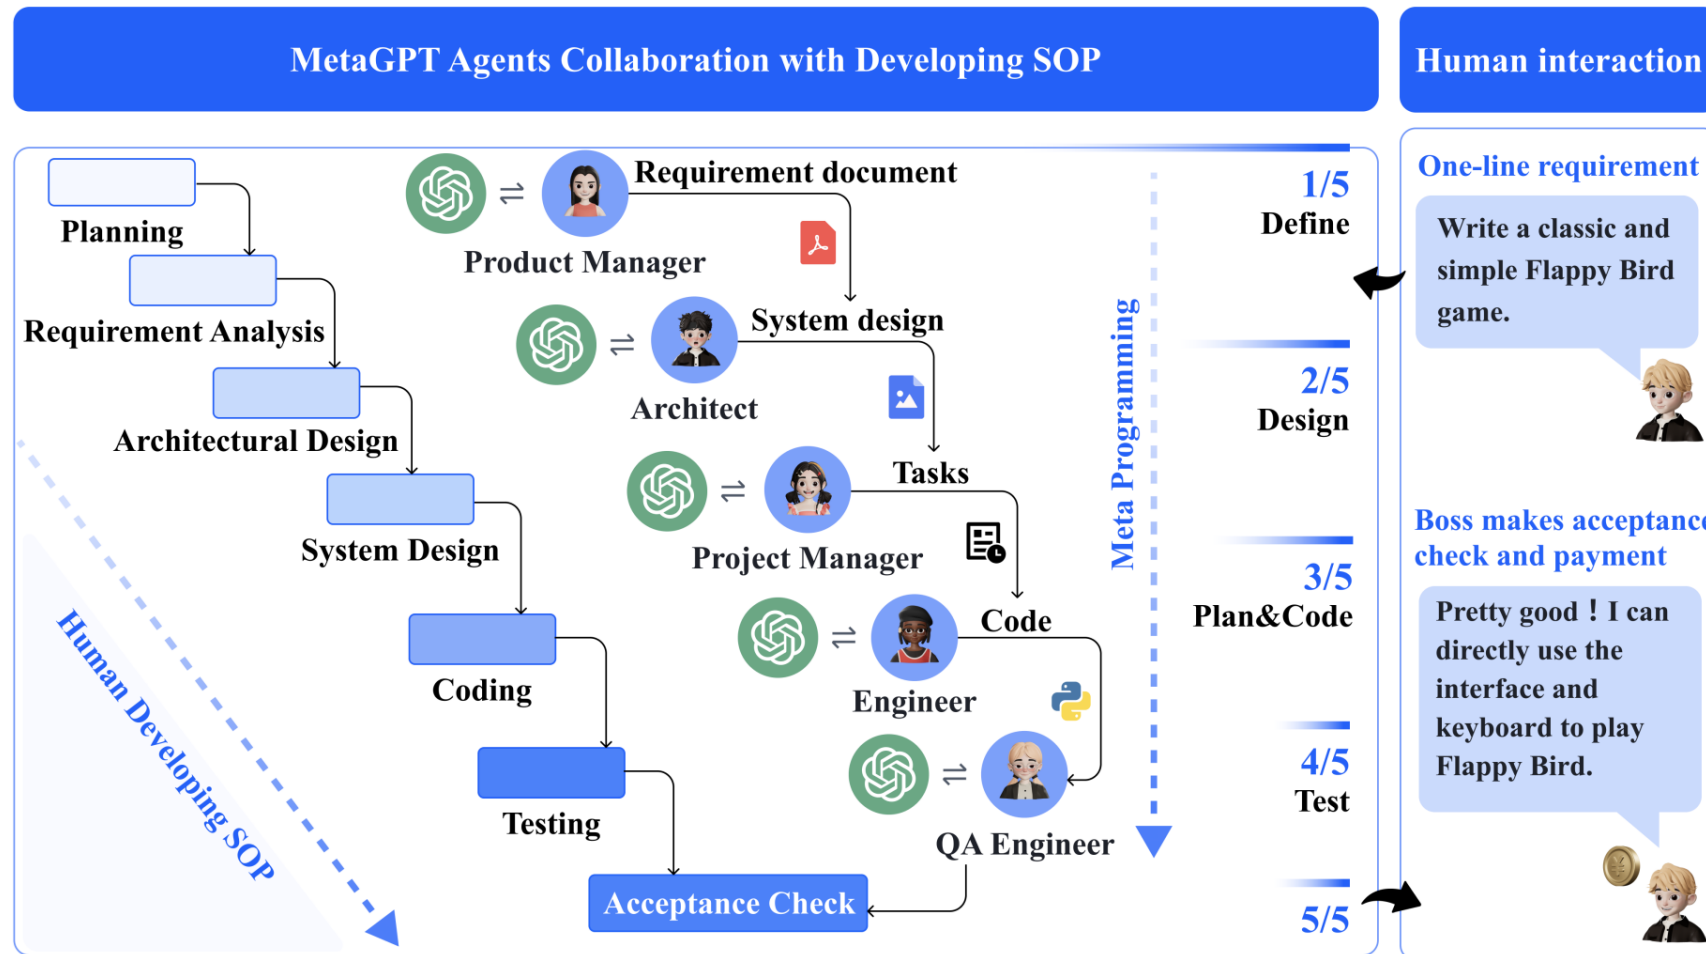 MetaGPT Agents Collaboration with Developing SOP
Human interaction
Planning
Requirement Analysis
Architectural Design
System Design
Coding
Testing
Acceptance Check
Human Developing SOP
Requirement document
Product Manager
System design
Architect
Tasks
Project Manager
Code
Engineer
QA Engineer
Meta Programming
1/5
Define
2/5
Design
3/5
Plan&Code
4/5
Test
5/5
One-line requirement
Write a classic and
simple Flappy Bird
game.
Boss makes acceptance
check and payment
Pretty good！I can
directly use the
interface and
keyboard to play
Flappy Bird.
¥